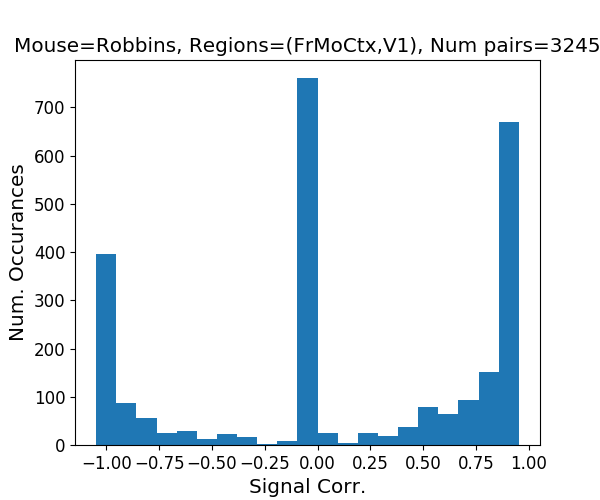 Mouse=Robbins, Regions=(FrMoCtx,V1), Num pairs=3245
700
600
500
400
300
200
100
0
Num. Occurances
−1.00 −0.75 −0.50 −0.25 0.00 0.25 0.50 0.75 1.00
Signal Corr.